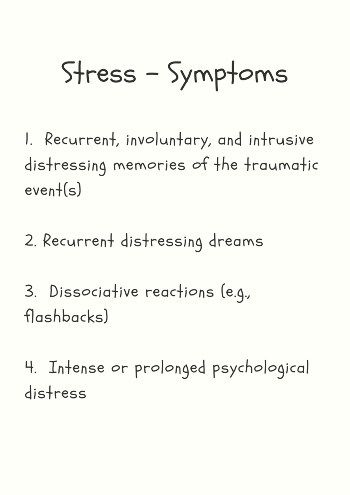 Stress - Symptoms
1. Recurrent, involuntary, and intrusive
distressing memories of the traumatic
event(s)
2. Recurrent distressing dreams
3. Dissociative reactions (e.g.,
flashbacks)
4. Intense or prolonged psychological
distress